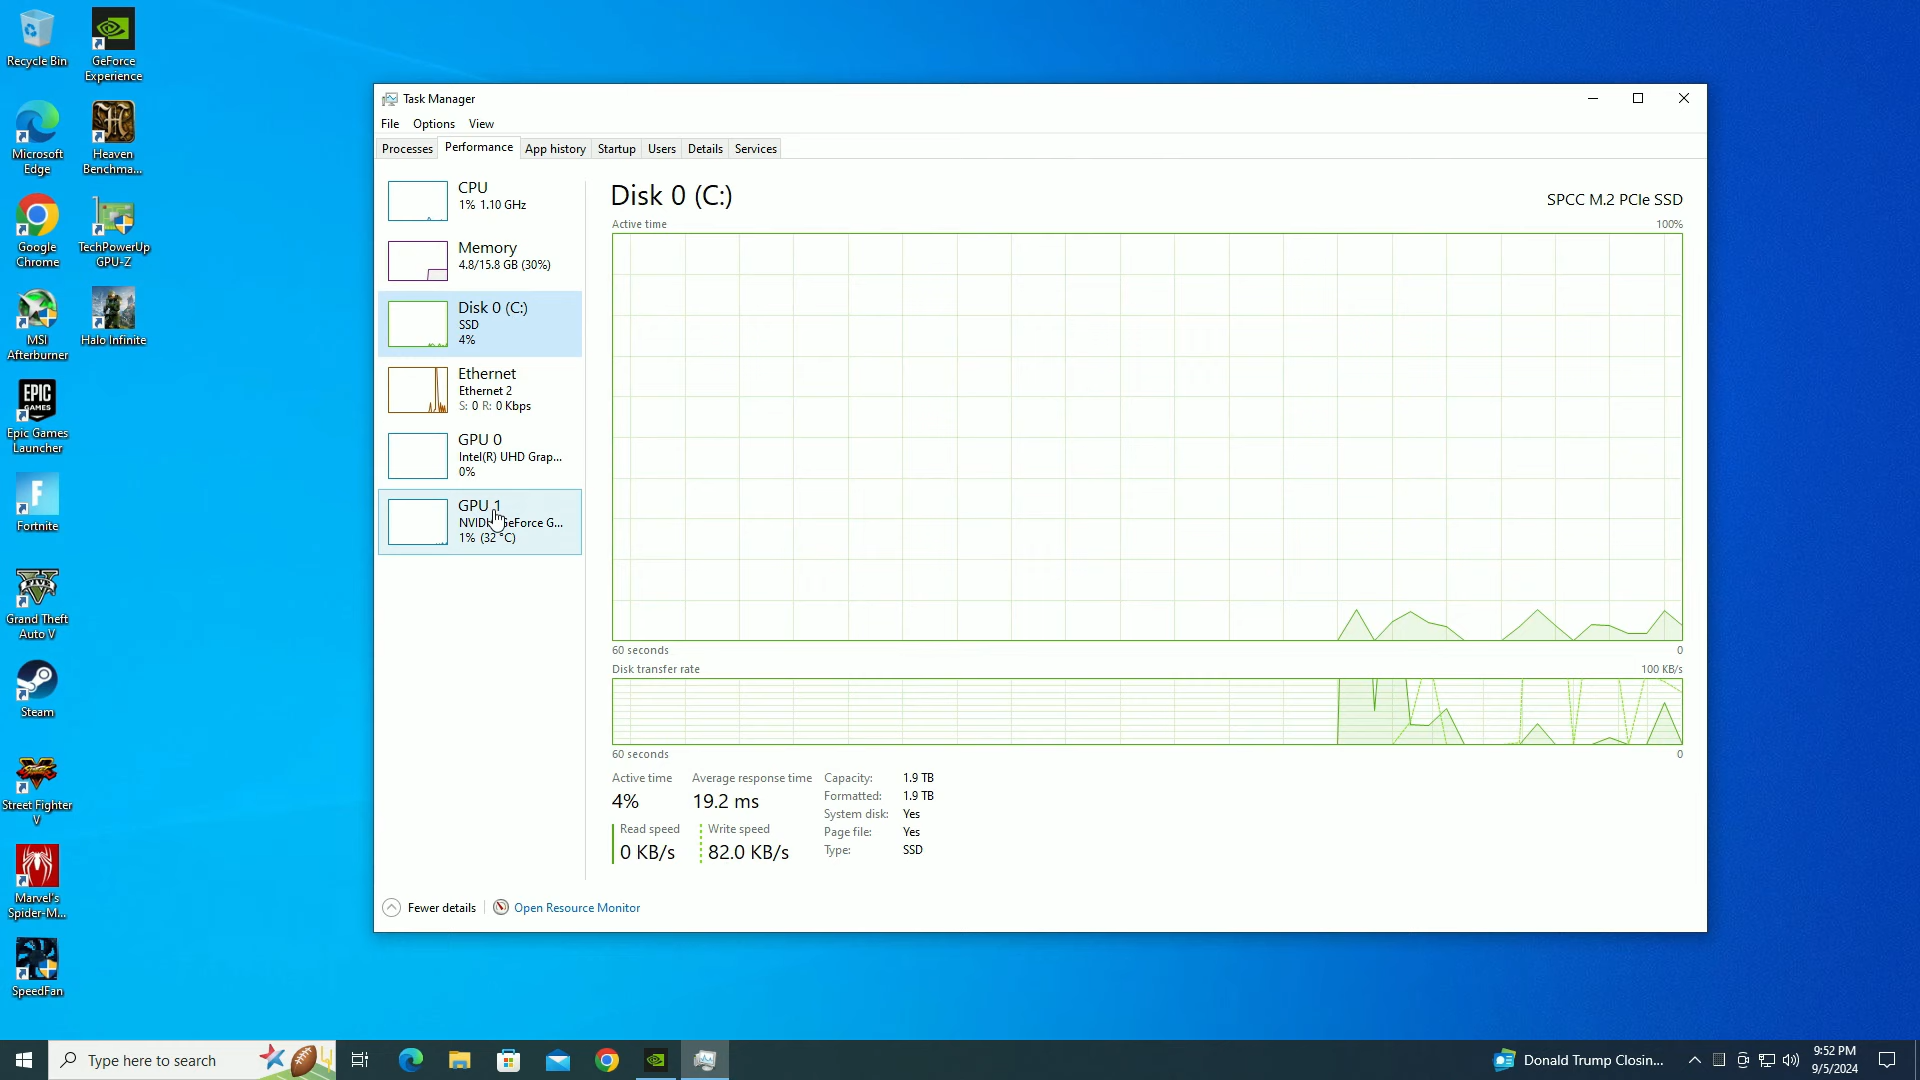 Recycle Bin
GeForce
Experience
Microsoft
Edge
Heaven
Benchma...
Google
Chrome
TechPowerUp
GPU-Z
MSI
Afterburner
Halo Infinite
EPIC
GAMES
Epic Games
Launcher
Fortnite
FIVE
Grand Theft
Auto V
Steam
Street Fighter
V
Marvel's
Spider-M...
SpeedFan
Task Manager
File Options View
Processes Performance App history Startup Users Details Services
CPU
1% 1.10 GHz
Memory
4.8/15.8 GB (30%)
Disk 0 (C:)
SSD
4%
Ethernet
Ethernet 2
S: 0 R: 0 Kbps
GPU 0
Intel(R) UHD Grap...
0%
GPU 1
GeForce G...
1% (32 °C)
Disk 0 (C:)
SPCC M.2 PCIe SSD
Active time 100%
60 seconds 0
Disk transfer rate 100 KB/s
60 seconds 0
Active time Average response time
4% 19.2 ms
Read speed Write speed
0 KB/s 82.0 KB/s
Capacity: 1.9 TB
Formatted: 1.9 TB
System disk: Yes
Page file: Yes
Type: SSD
Fewer details Open Resource Monitor
Type here to search
Donald Trump Closin...
9:52 PM
9/5/2024